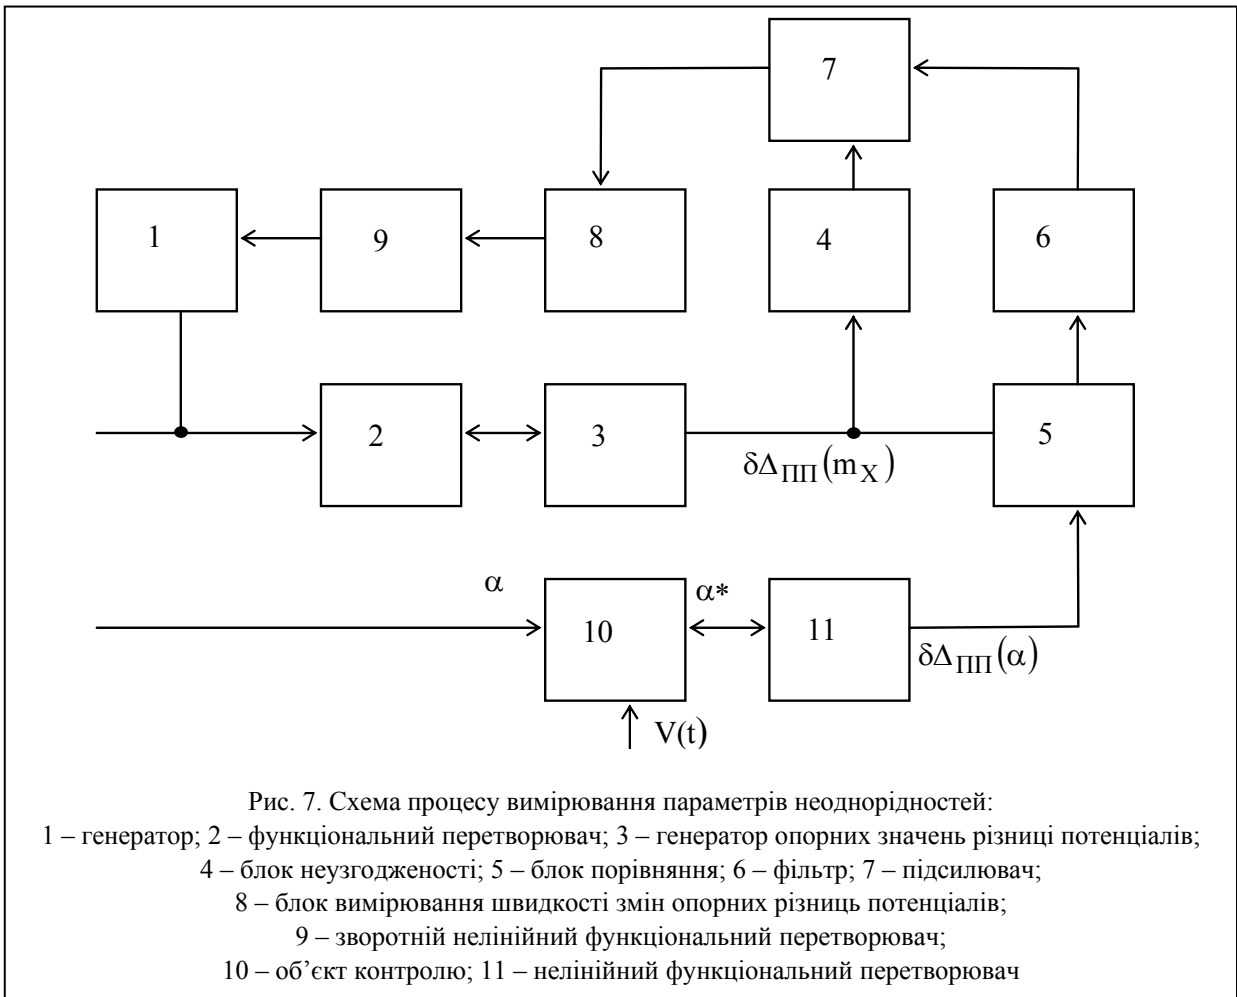 7
1
9
8
4
6
2
3
5
δΔПП(mX)
α
α*
10
11
δΔПП(α)
V(t)
Рис. 7. Схема процесу вимірювання параметрів неоднорідностей:
1 – генератор; 2 – функціональний перетворювач; 3 – генератор опорних значень різниці потенціалів;
4 – блок неузгодженості; 5 – блок порівняння; 6 – фільтр; 7 – підсилювач;
8 – блок вимірювання швидкості змін опорних різниць потенціалів;
9 – зворотній нелінійний функціональний перетворювач;
10 – об’єкт контролю; 11 – нелінійний функціональний перетворювач